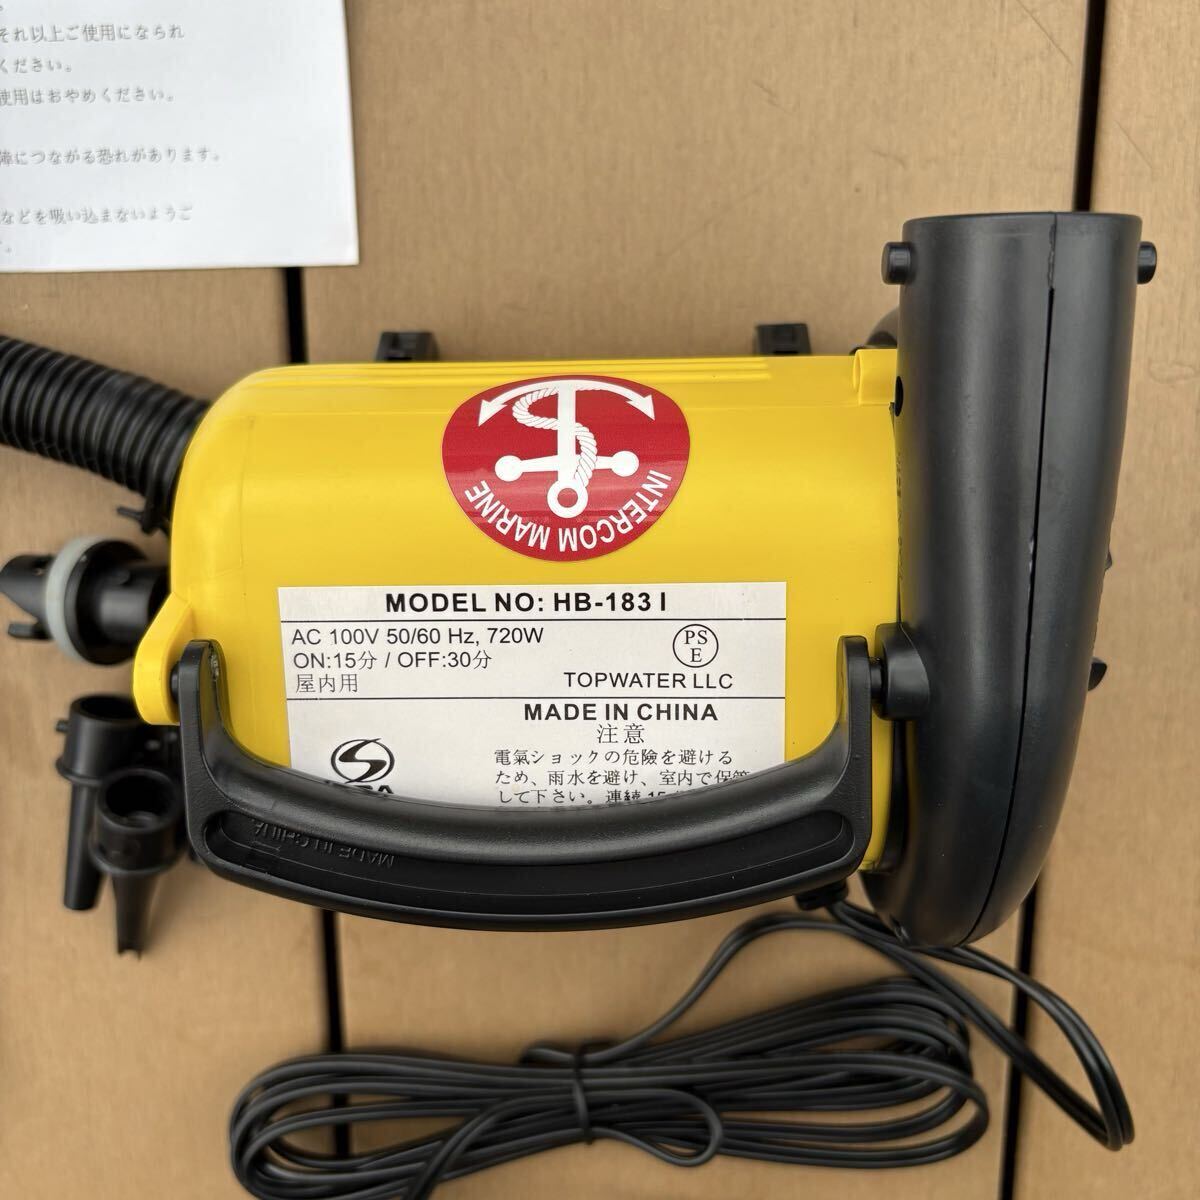 それ以上ご使用になられ
ください。
使用はおやめください。
障につながる恐れがあります。
などを吸い込まないようご
INTERCOM MARINE
MODEL NO: HB-183 I
AC 100V 50/60 Hz, 720W
ON:15分 / OFF:30分
屋内用
PS
E
TOPWATER LLC
MADE IN CHINA
注意
電氣ショックの危險を避ける
ため、雨水を避け、室内で保管
して下さい。連続 15
MADE IN CHINA